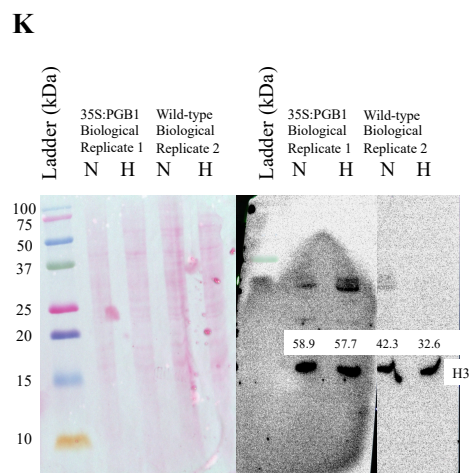 K
Ladder (kDa)
35S:PGB1
Biological
Replicate 1
Wild-type
Biological
Replicate 2
N H N H
Ladder (kDa)
35S:PGB1
Biological
Replicate 1
Wild-type
Biological
Replicate 2
N H N H
100
75
50
37
25
20
15
10
58.9 57.7 42.3 32.6
H3